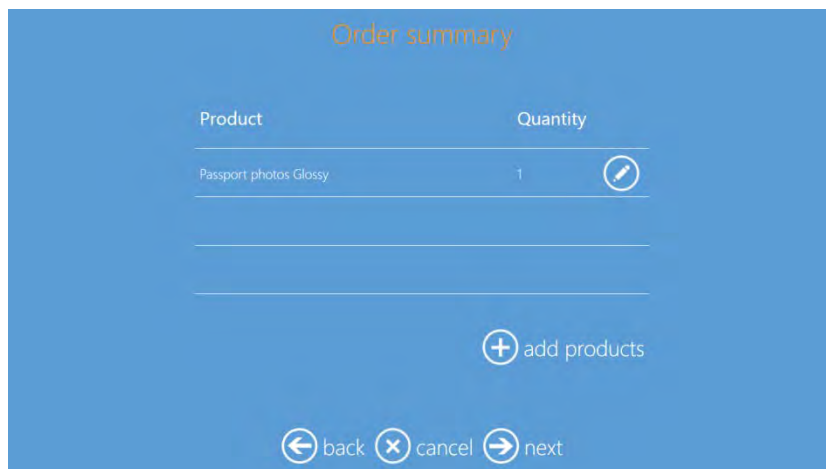 Order summary
Product Quantity
Passport photos Glossy 1
add products
back cancel next